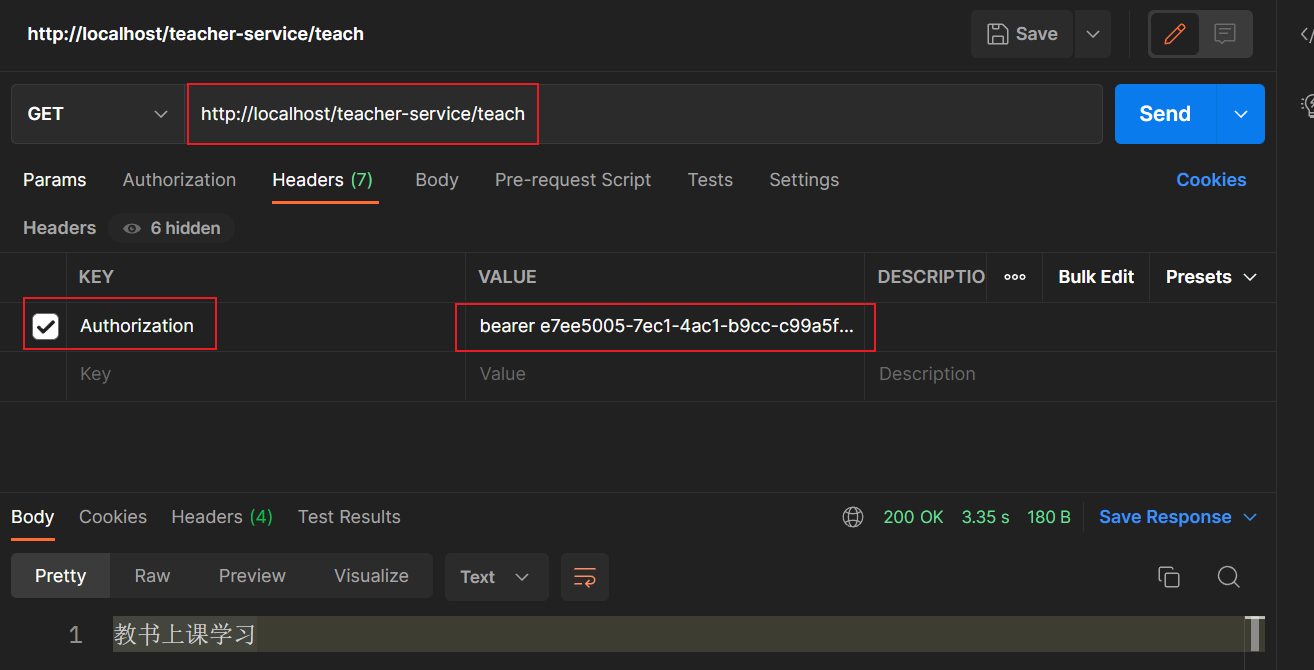 http://localhost/teacher-service/teach
Save
GET
http://localhost/teacher-service/teach
Send
Params Authorization Headers (7) Body Pre-request Script Tests Settings Cookies
Headers 6 hidden
KEY VALUE DESCRIPTIO Bulk Edit Presets
Authorization bearer e7ee5005-7ec1-4ac1-b9cc-c99a5f...
Key Value Description
Body Cookies Headers (4) Test Results 200 OK 3.35 s 180 B Save Response
Pretty Raw Preview Visualize Text
1 教书上课学习